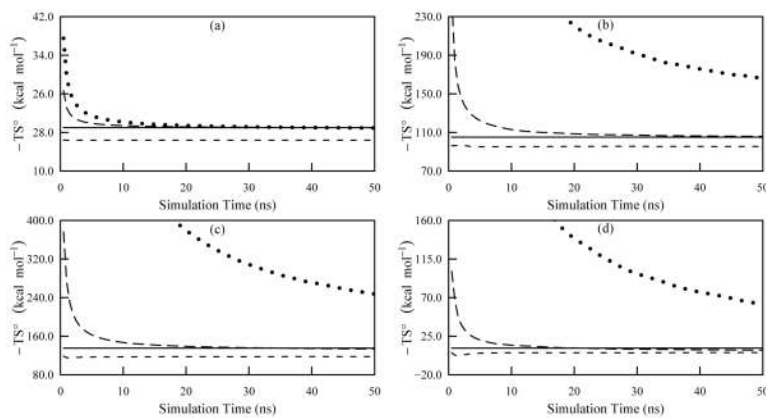 (a)
−TS° (kcal mol⁻¹)
42.0
34.0
26.0
28.0
10.0
0 10 20 30 40 50
Simulation Time (ns)
(b)
−TS° (kcal mol⁻¹)
230.0
190.0
150.0
110.0
70.0
0 10 20 30 40 50
Simulation Time (ns)
(c)
−TS° (kcal mol⁻¹)
400.0
320.0
240.0
160.0
80.0
0 10 20 30 40 50
Simulation Time (ns)
(d)
−TS° (kcal mol⁻¹)
160.0
115.0
70.0
25.0
−20.0
0 10 20 30 40 50
Simulation Time (ns)